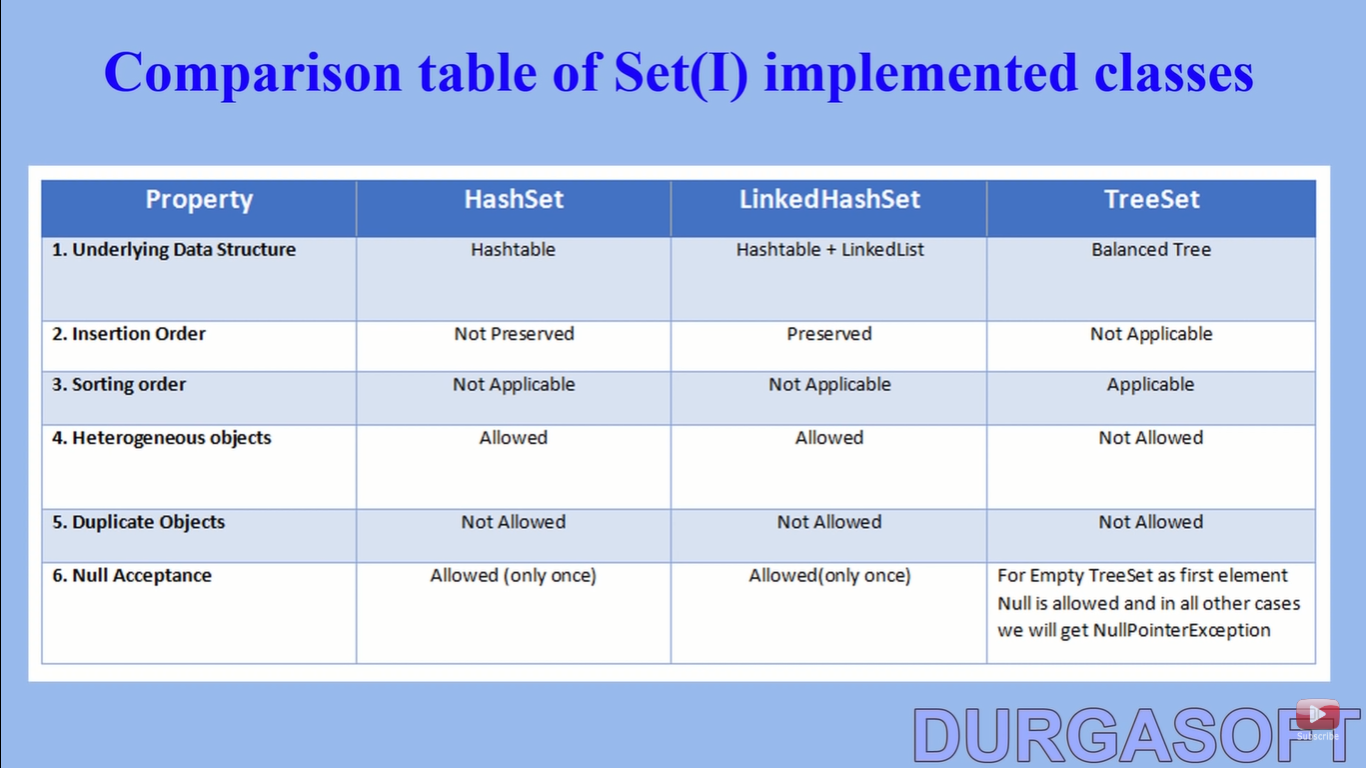 Comparison table of Set(I) implemented classes
Property HashSet LinkedHashSet TreeSet
1. Underlying Data Structure Hashtable Hashtable + LinkedList Balanced Tree
2. Insertion Order Not Preserved Preserved Not Applicable
3. Sorting order Not Applicable Not Applicable Applicable
4. Heterogeneous objects Allowed Allowed Not Allowed
5. Duplicate Objects Not Allowed Not Allowed Not Allowed
6. Null Acceptance Allowed (only once) Allowed(only once) For Empty TreeSet as first element
Null is allowed and in all other cases
we will get NullPointerException
DURGASOFT
Subscribe